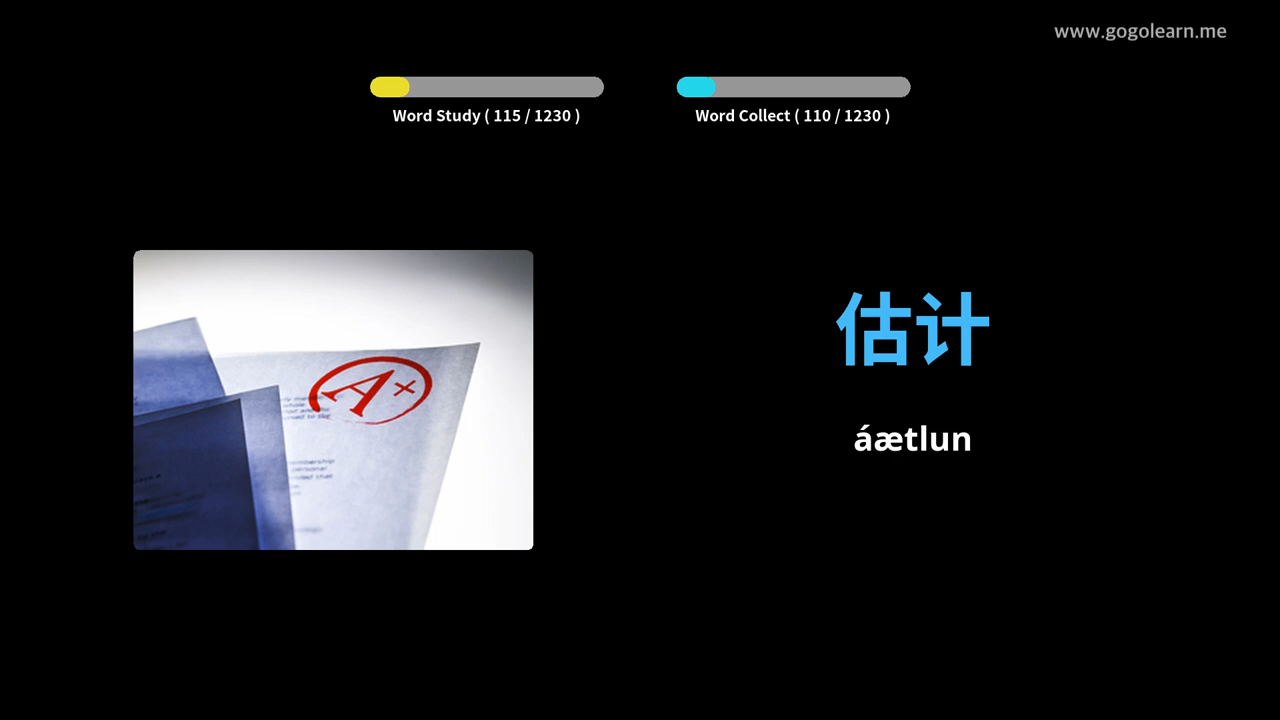 www.gogolearn.me
Word Study ( 115 / 1230 )
Word Collect ( 110 / 1230 )
A+
估计
áætlun